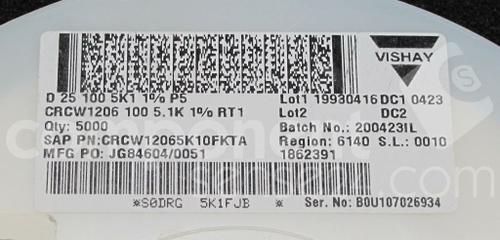 VISHAY
D 25 100 5K1 1% P5 Lot1 19930416 DC1 0423
CRCW1206 100 5.1K 1% RT1 Lot2 DC2
Qty: 5000 Batch No.: 200423IL
SAP PN:CRCW12065K10FKTA Region: 6140 S.L.: 0010
MFG PO: JG84604/0051 1862391
*S0DRG 5K1FJB * Ser. No.: B0U107026934